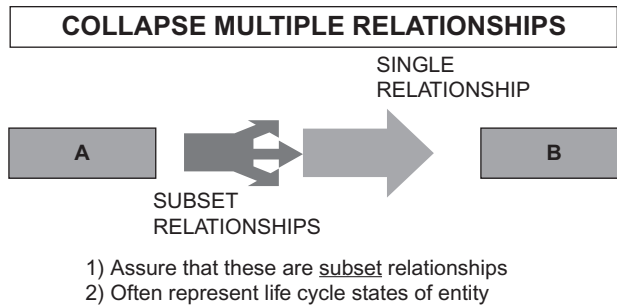 COLLAPSE MULTIPLE RELATIONSHIPS
SINGLE
RELATIONSHIP
A
B
SUBSET
RELATIONSHIPS
1) Assure that these are subset relationships
2) Often represent life cycle states of entity